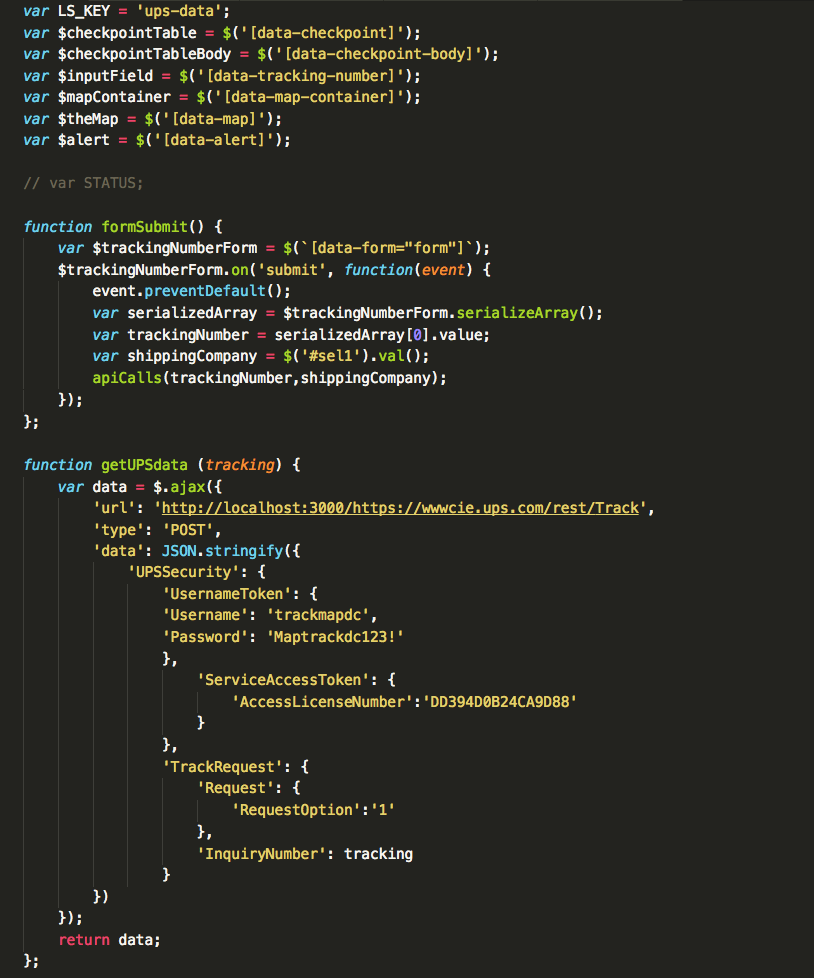 var LS_KEY = 'ups-data';
var $checkpointTable = $('[data-checkpoint]');
var $checkpointTableBody = $('[data-checkpoint-body]');
var $inputField = $('[data-tracking-number]');
var $mapContainer = $('[data-map-container]');
var $theMap = $('[data-map]');
var $alert = $('[data-alert]');
// var STATUS;
function formSubmit() {
var $trackingNumberForm = $(`[data-form="form"]`);
$trackingNumberForm.on('submit', function(event) {
event.preventDefault();
var serializedArray = $trackingNumberForm.serializeArray();
var trackingNumber = serializedArray[0].value;
var shippingCompany = $('#sel1').val();
apiCalls(trackingNumber,shippingCompany);
});
};
function getUPSdata (tracking) {
var data = $.ajax({
'url': 'http://localhost:3000/https://wwwcie.ups.com/rest/Track',
'type': 'POST',
'data': JSON.stringify({
'UPSSecurity': {
'UsernameToken': {
'Username': 'trackmapdc',
'Password': 'Maptrackdc123!'
},
'ServiceAccessToken': {
'AccessLicenseNumber':'DD394D0B24CA9D88'
}
},
'TrackRequest': {
'Request': {
'RequestOption':'1'
},
'InquiryNumber': tracking
}
})
});
return data;
};